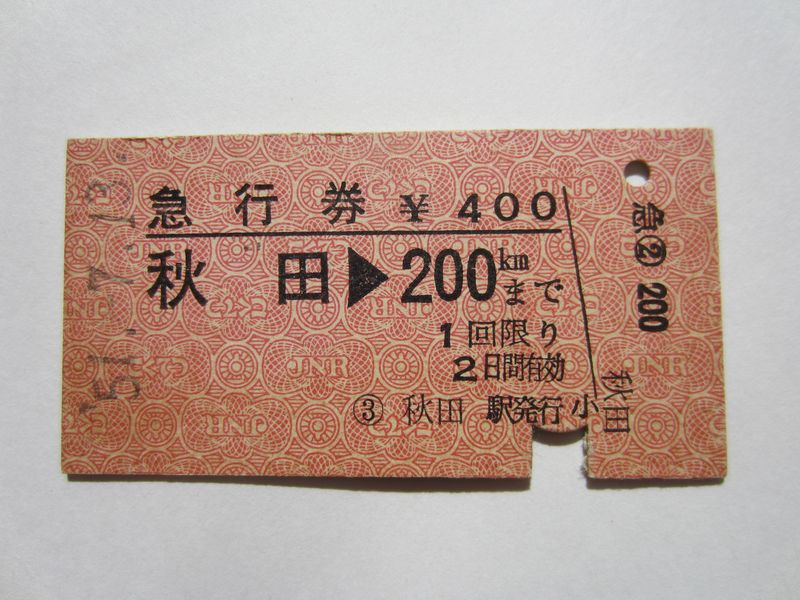 急行券 ¥400
秋田▶200kmまで
1回限り
2日間有効
③ 秋田 駅発行 小
秋田
急② 200
JNR